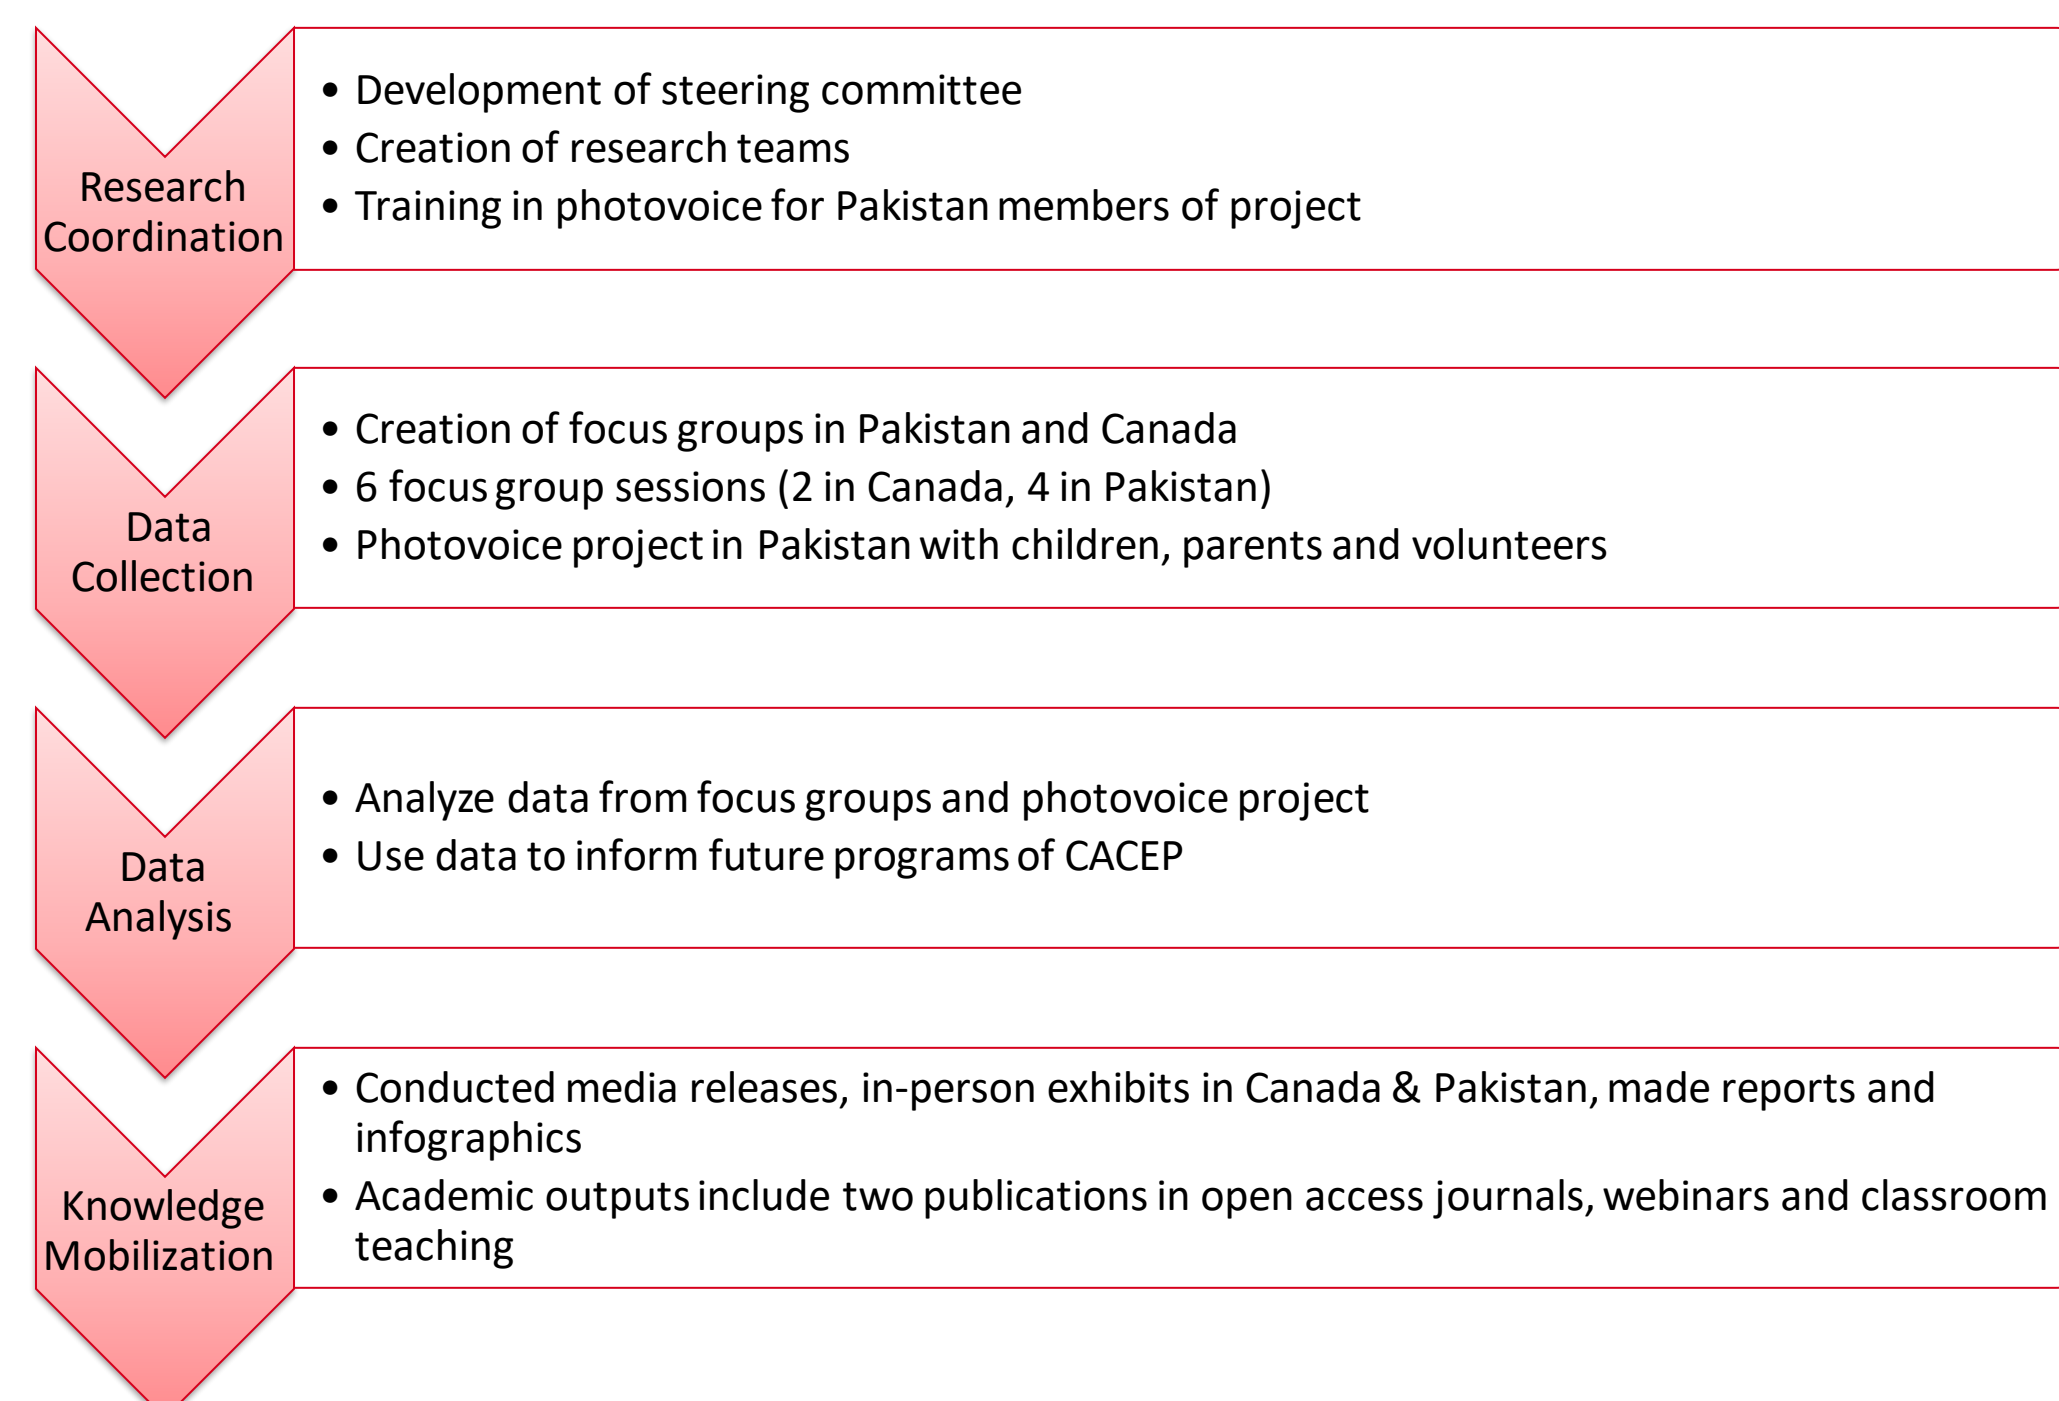 Research
Coordination
• Development of steering committee
• Creation of research teams
• Training in photovoice for Pakistan members of project
Data
Collection
• Creation of focus groups in Pakistan and Canada
• 6 focus group sessions (2 in Canada, 4 in Pakistan)
• Photovoice project in Pakistan with children, parents and volunteers
Data
Analysis
• Analyze data from focus groups and photovoice project
• Use data to inform future programs of CACEP
Knowledge
Mobilization
• Conducted media releases, in-person exhibits in Canada & Pakistan, made reports and
infographics
• Academic outputs include two publications in open access journals, webinars and classroom
teaching